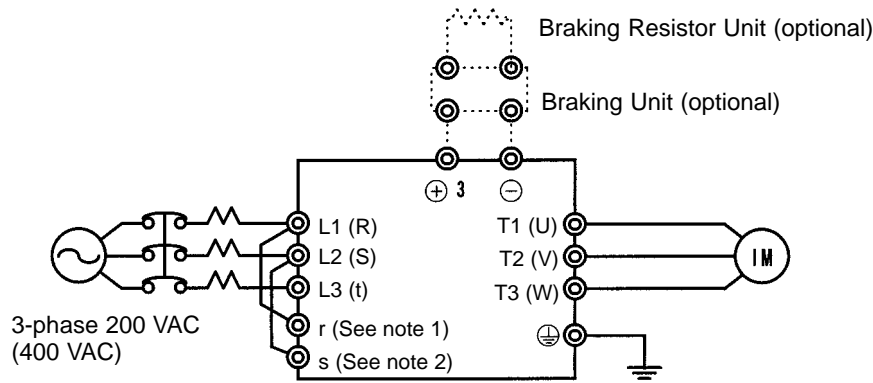 Braking Resistor Unit (optional)
Braking Unit (optional)
+ 3 −
L1 (R)
L2 (S)
L3 (t)
r (See note 1)
s (See note 2)
T1 (U)
T2 (V)
T3 (W)
IM
3-phase 200 VAC
(400 VAC)